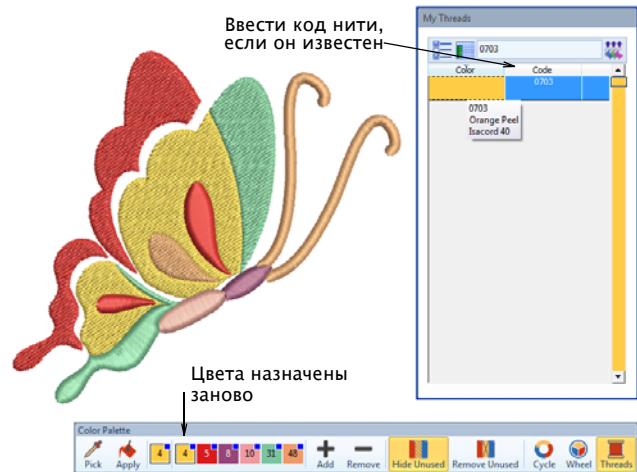 Ввести код нити,
если он известен
My Threads
0703
Color Code
0703
0703
Orange Peel
Isacord 40
Цвета назначены
заново
Color Palette
4 4 5 8 10 31 48
Pick Apply Add Remove Hide Unused Remove Unused Cycle Wheel Threads